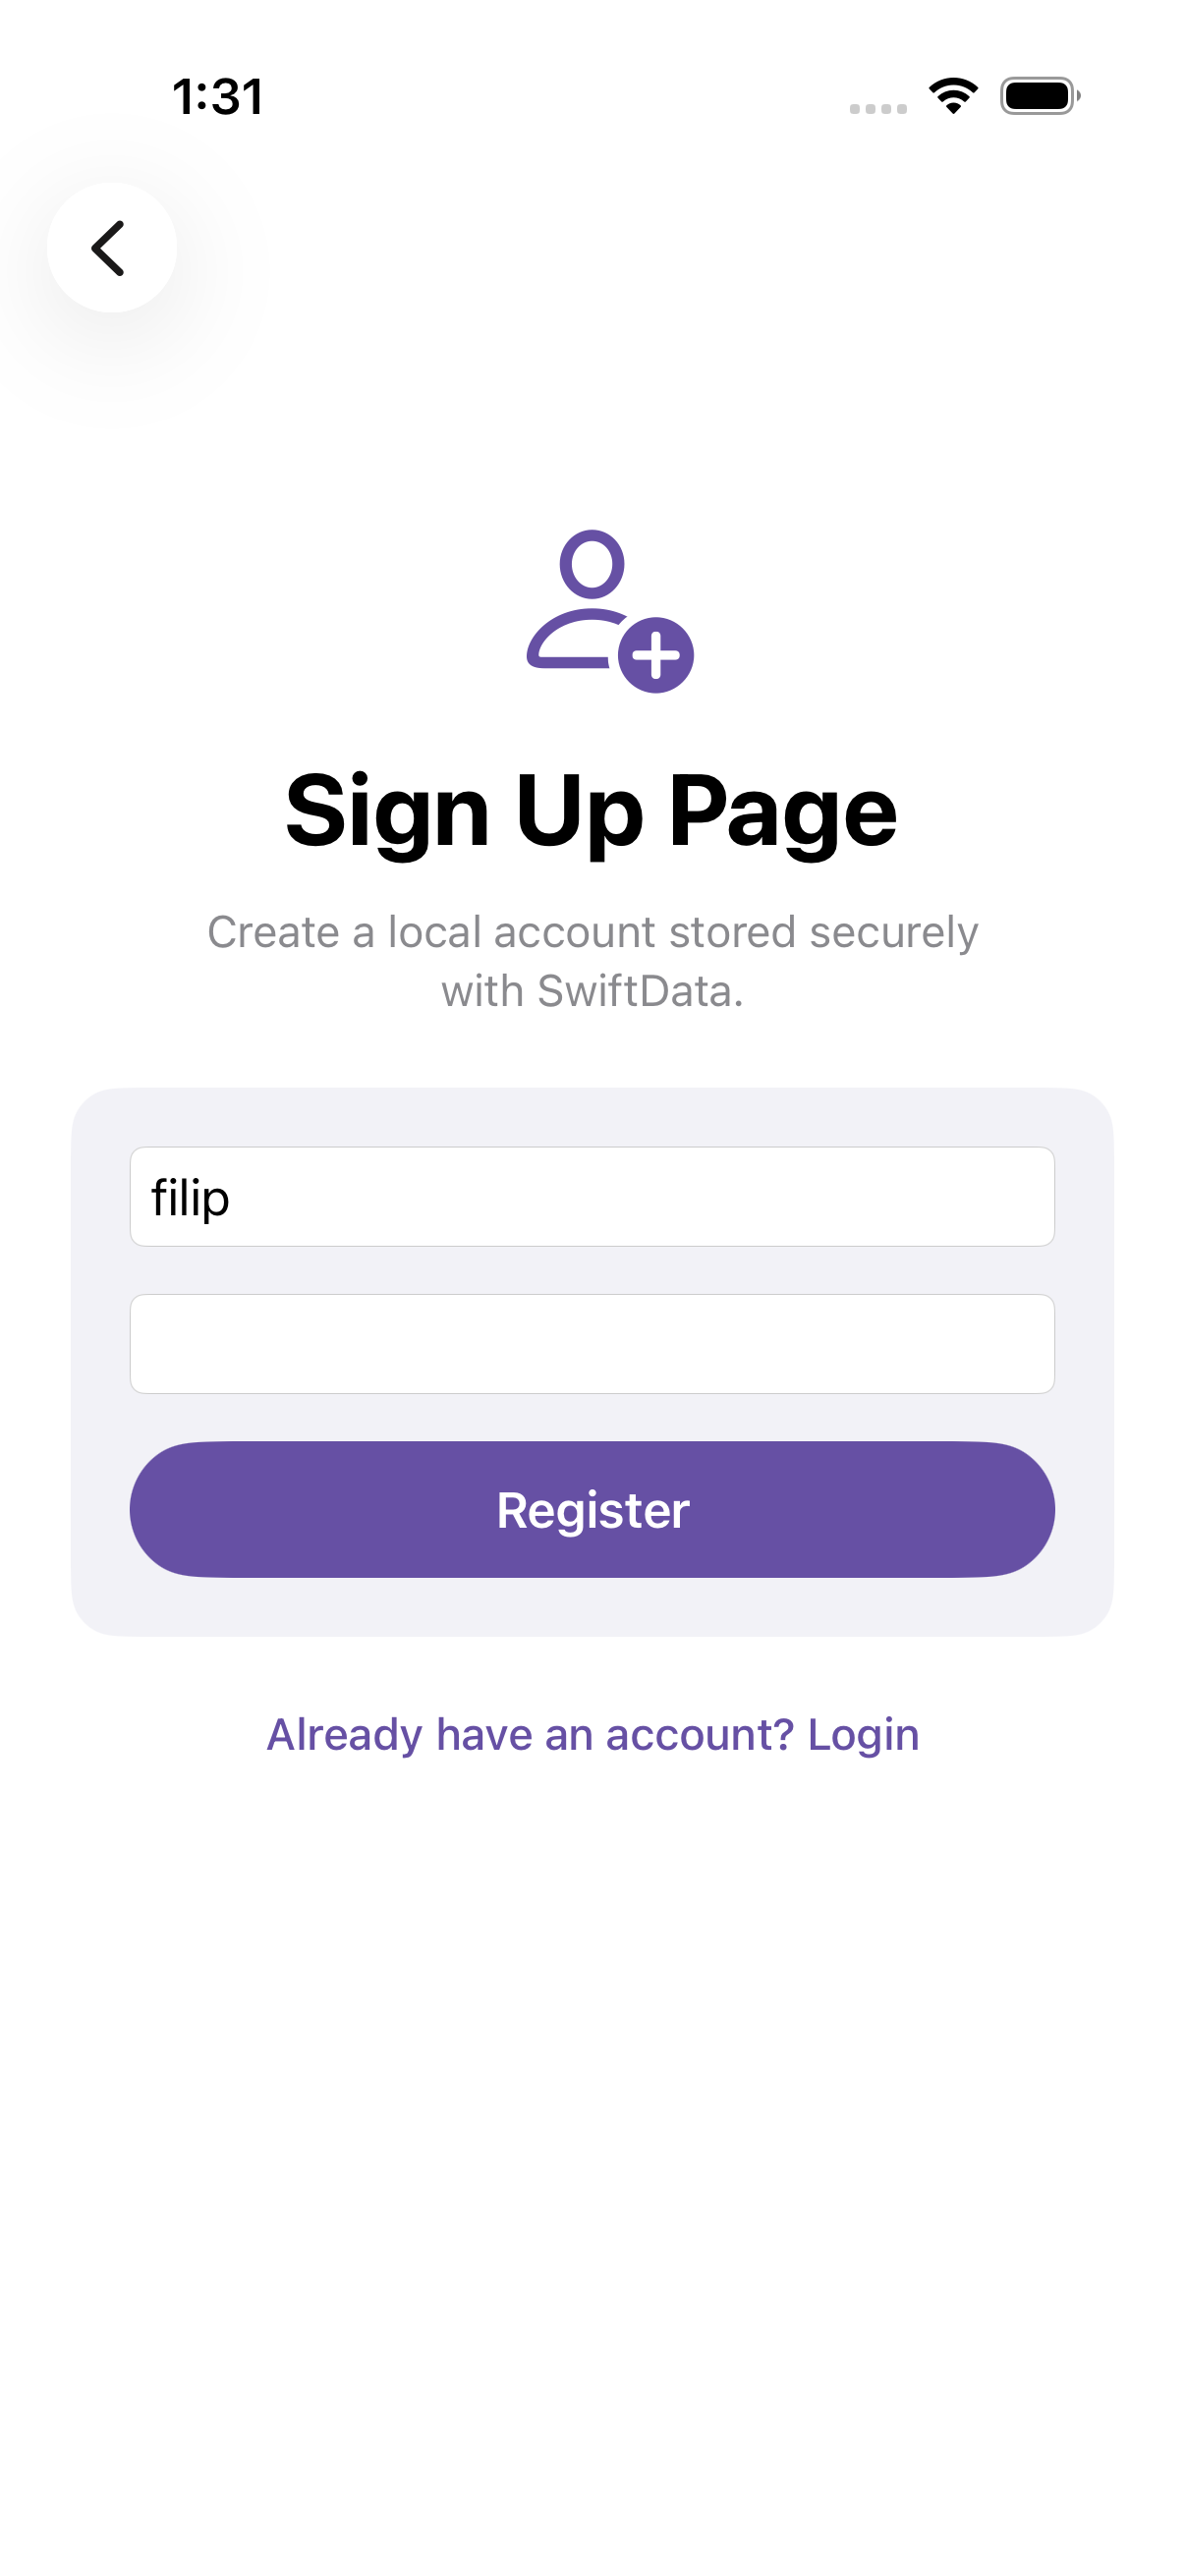 1:31
Sign Up Page
Create a local account stored securely
with SwiftData.
filip
Register
Already have an account? Login